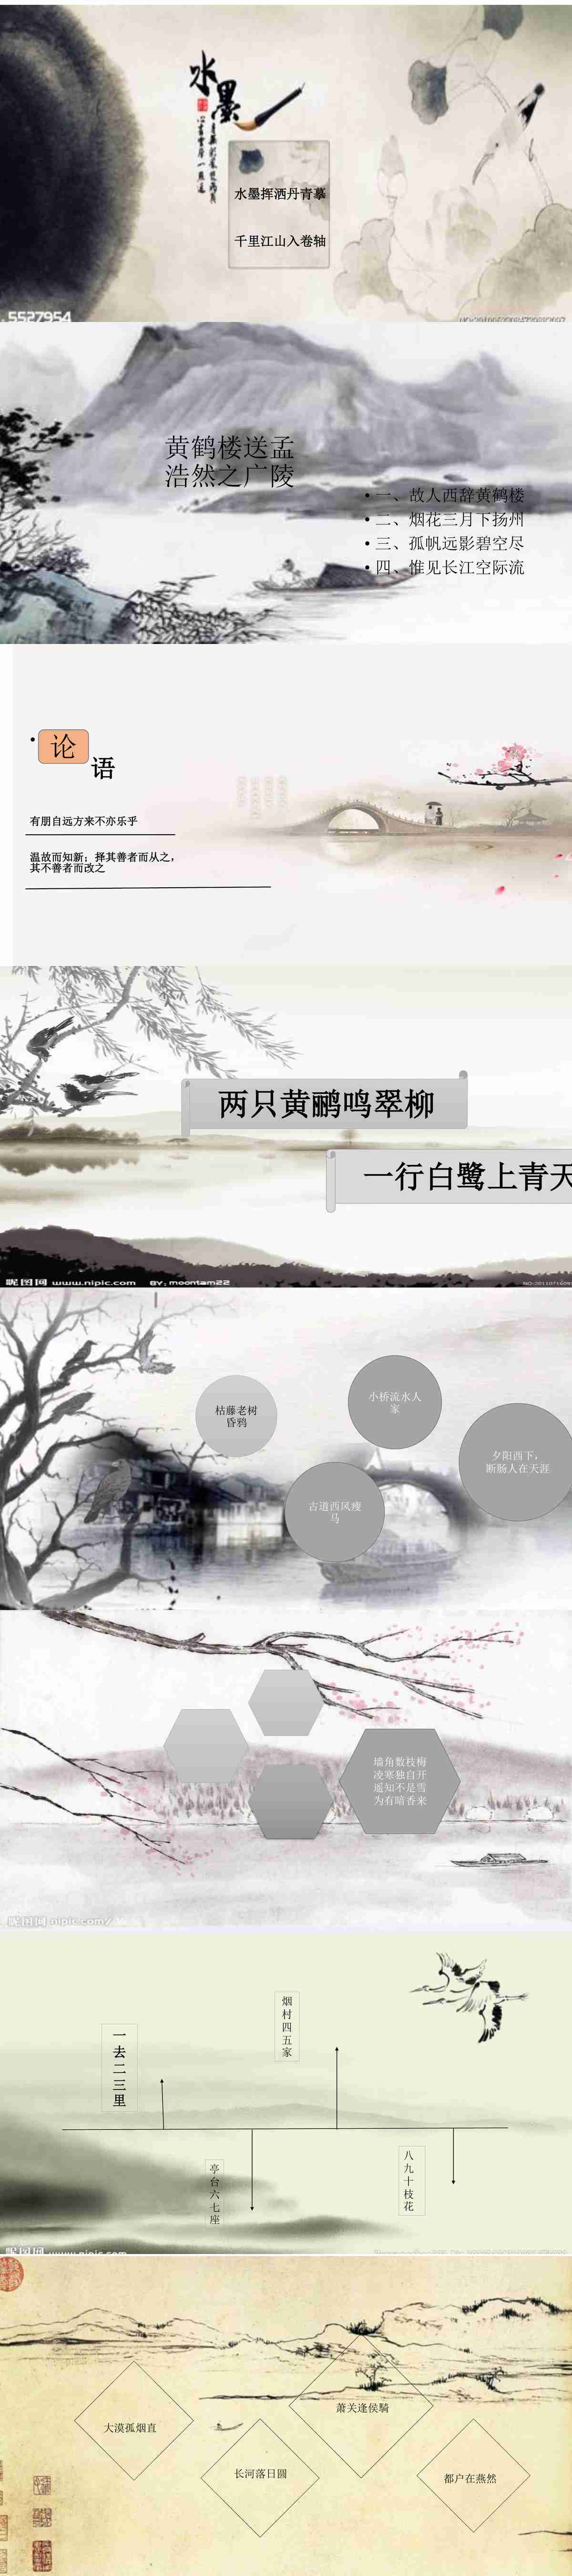 水墨
水墨挥洒丹青摹
千里江山入卷轴
5527954
黄鹤楼送孟
浩然之广陵
• 一、故人西辞黄鹤楼
• 二、烟花三月下扬州
• 三、孤帆远影碧空尽
• 四、惟见长江空际流
• 论
语
有朋自远方来不亦乐乎
温故而知新；择其善者而从之，
其不善者而改之
两只黄鹂鸣翠柳
一行白鹭上青天
昵图网 www.nipic.com BY: moontam22
枯藤老树
昏鸦
小桥流水人
家
古道西风瘦
马
夕阳西下，
断肠人在天涯
墙角数枝梅
凌寒独自开
遥知不是雪
为有暗香来
昵图网 nipic.com/
一去二三里
烟村四五家
亭台六七座
八九十枝花
昵图网 www.nipic.com
大漠孤烟直
长河落日圆
萧关逢侯骑
都户在燕然